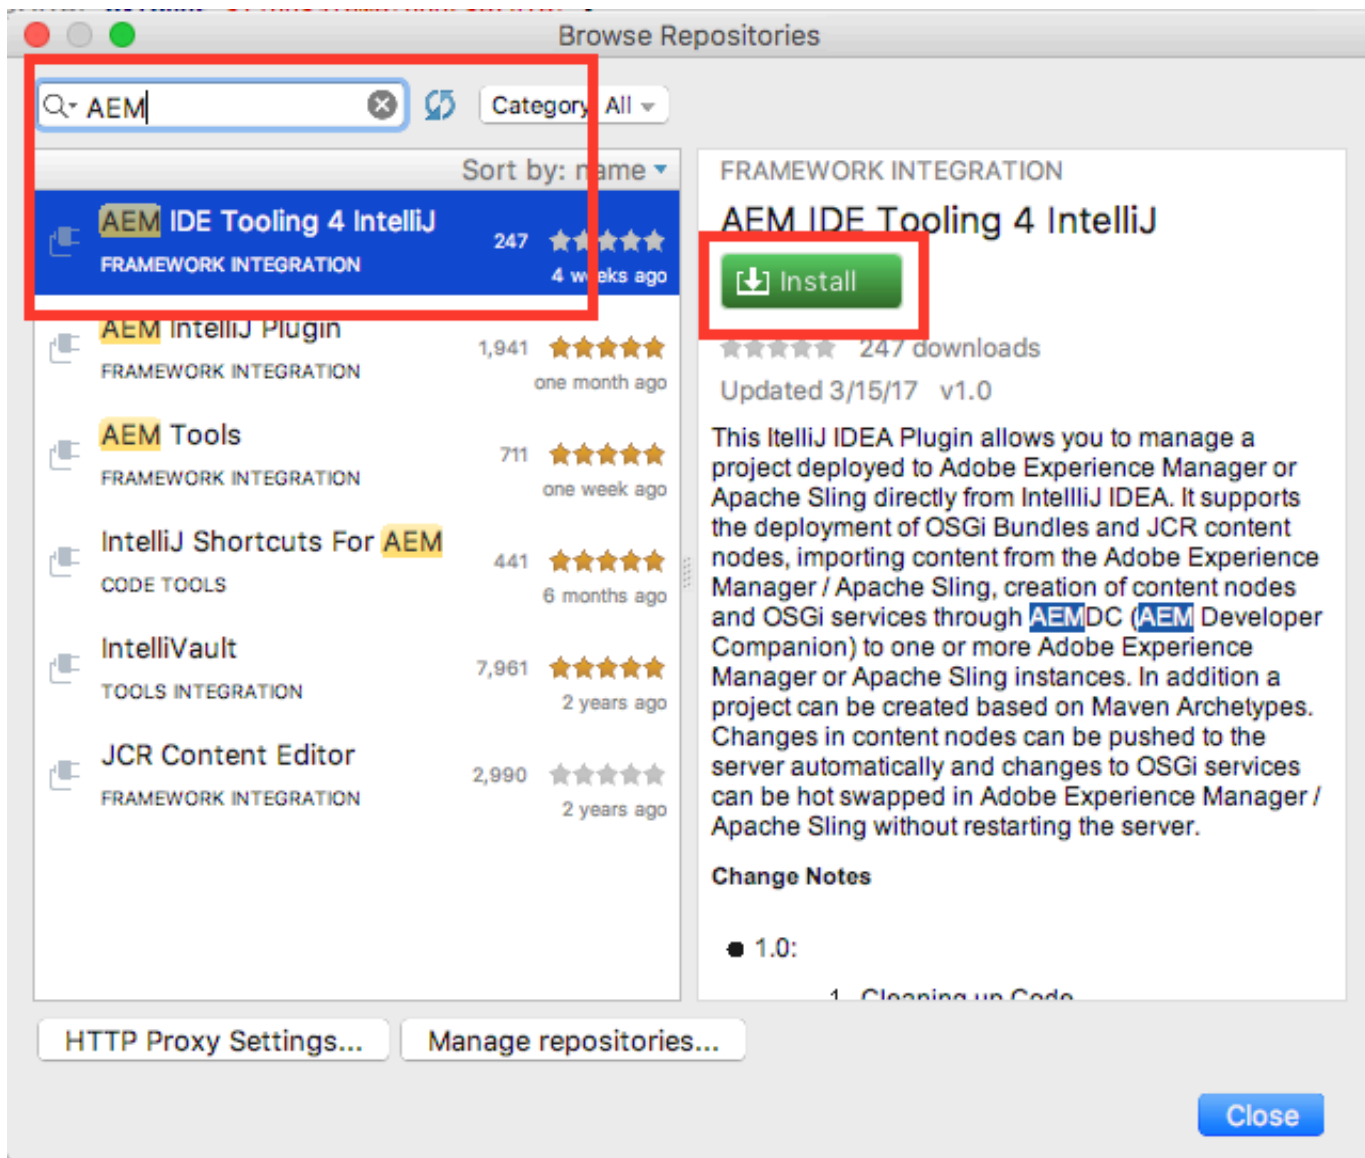 Browse Repositories
AEM
Category: All
Sort by: name
AEM IDE Tooling 4 IntelliJ
247
FRAMEWORK INTEGRATION
4 weeks ago
AEM IntelliJ Plugin
1,941
FRAMEWORK INTEGRATION
one month ago
AEM Tools
711
FRAMEWORK INTEGRATION
one week ago
IntelliJ Shortcuts For AEM
441
CODE TOOLS
6 months ago
IntelliVault
7,961
TOOLS INTEGRATION
2 years ago
JCR Content Editor
2,990
FRAMEWORK INTEGRATION
2 years ago
FRAMEWORK INTEGRATION
AEM IDE Tooling 4 IntelliJ
Install
247 downloads
Updated 3/15/17 v1.0
This ItelliJ IDEA Plugin allows you to manage a
project deployed to Adobe Experience Manager or
Apache Sling directly from IntellliJ IDEA. It supports
the deployment of OSGi Bundles and JCR content
nodes, importing content from the Adobe Experience
Manager / Apache Sling, creation of content nodes
and OSGi services through AEMDC (AEM Developer
Companion) to one or more Adobe Experience
Manager or Apache Sling instances. In addition a
project can be created based on Maven Archetypes.
Changes in content nodes can be pushed to the
server automatically and changes to OSGi services
can be hot swapped in Adobe Experience Manager /
Apache Sling without restarting the server.
Change Notes
1.0:
1. Cleaning up Code
HTTP Proxy Settings...
Manage repositories...
Close